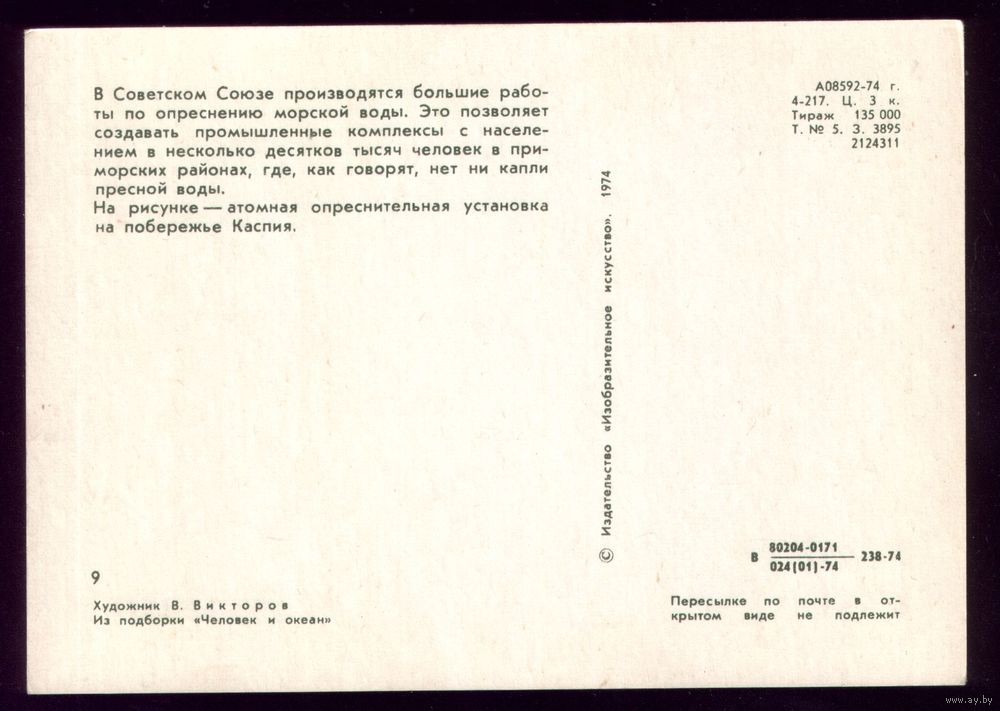 В Советском Союзе производятся большие рабо-
ты по опреснению морской воды. Это позволяет
создавать промышленные комплексы с населе-
нием в несколько десятков тысяч человек в при-
морских районах, где, как говорят, нет ни капли
пресной воды.
На рисунке — атомная опреснительная установка
на побережье Каспия.
9
Художник В. Викторов
Из подборки «Человек и океан»
© Издательство «Изобразительное искусство». 1974
А08592-74 г.
4-217. Ц. 3 к.
Тираж 135 000
Т. № 5. З. 3895
2124311
В 80204-0171 238-74
024(01)-74
Пересылке по почте в от-
крытом виде не подлежит
www.ay.by